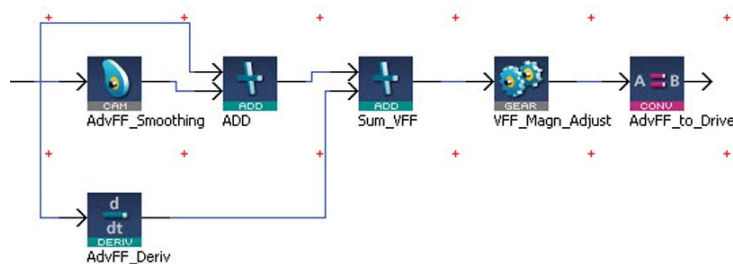 CAM
AdvFF_Smoothing
ADD
ADD
ADD
Sum_VFF
GEAR
VFF_Magn_Adjust
A = B
CONV
AdvFF_to_Drive
d
dt
DERIV
AdvFF_Deriv